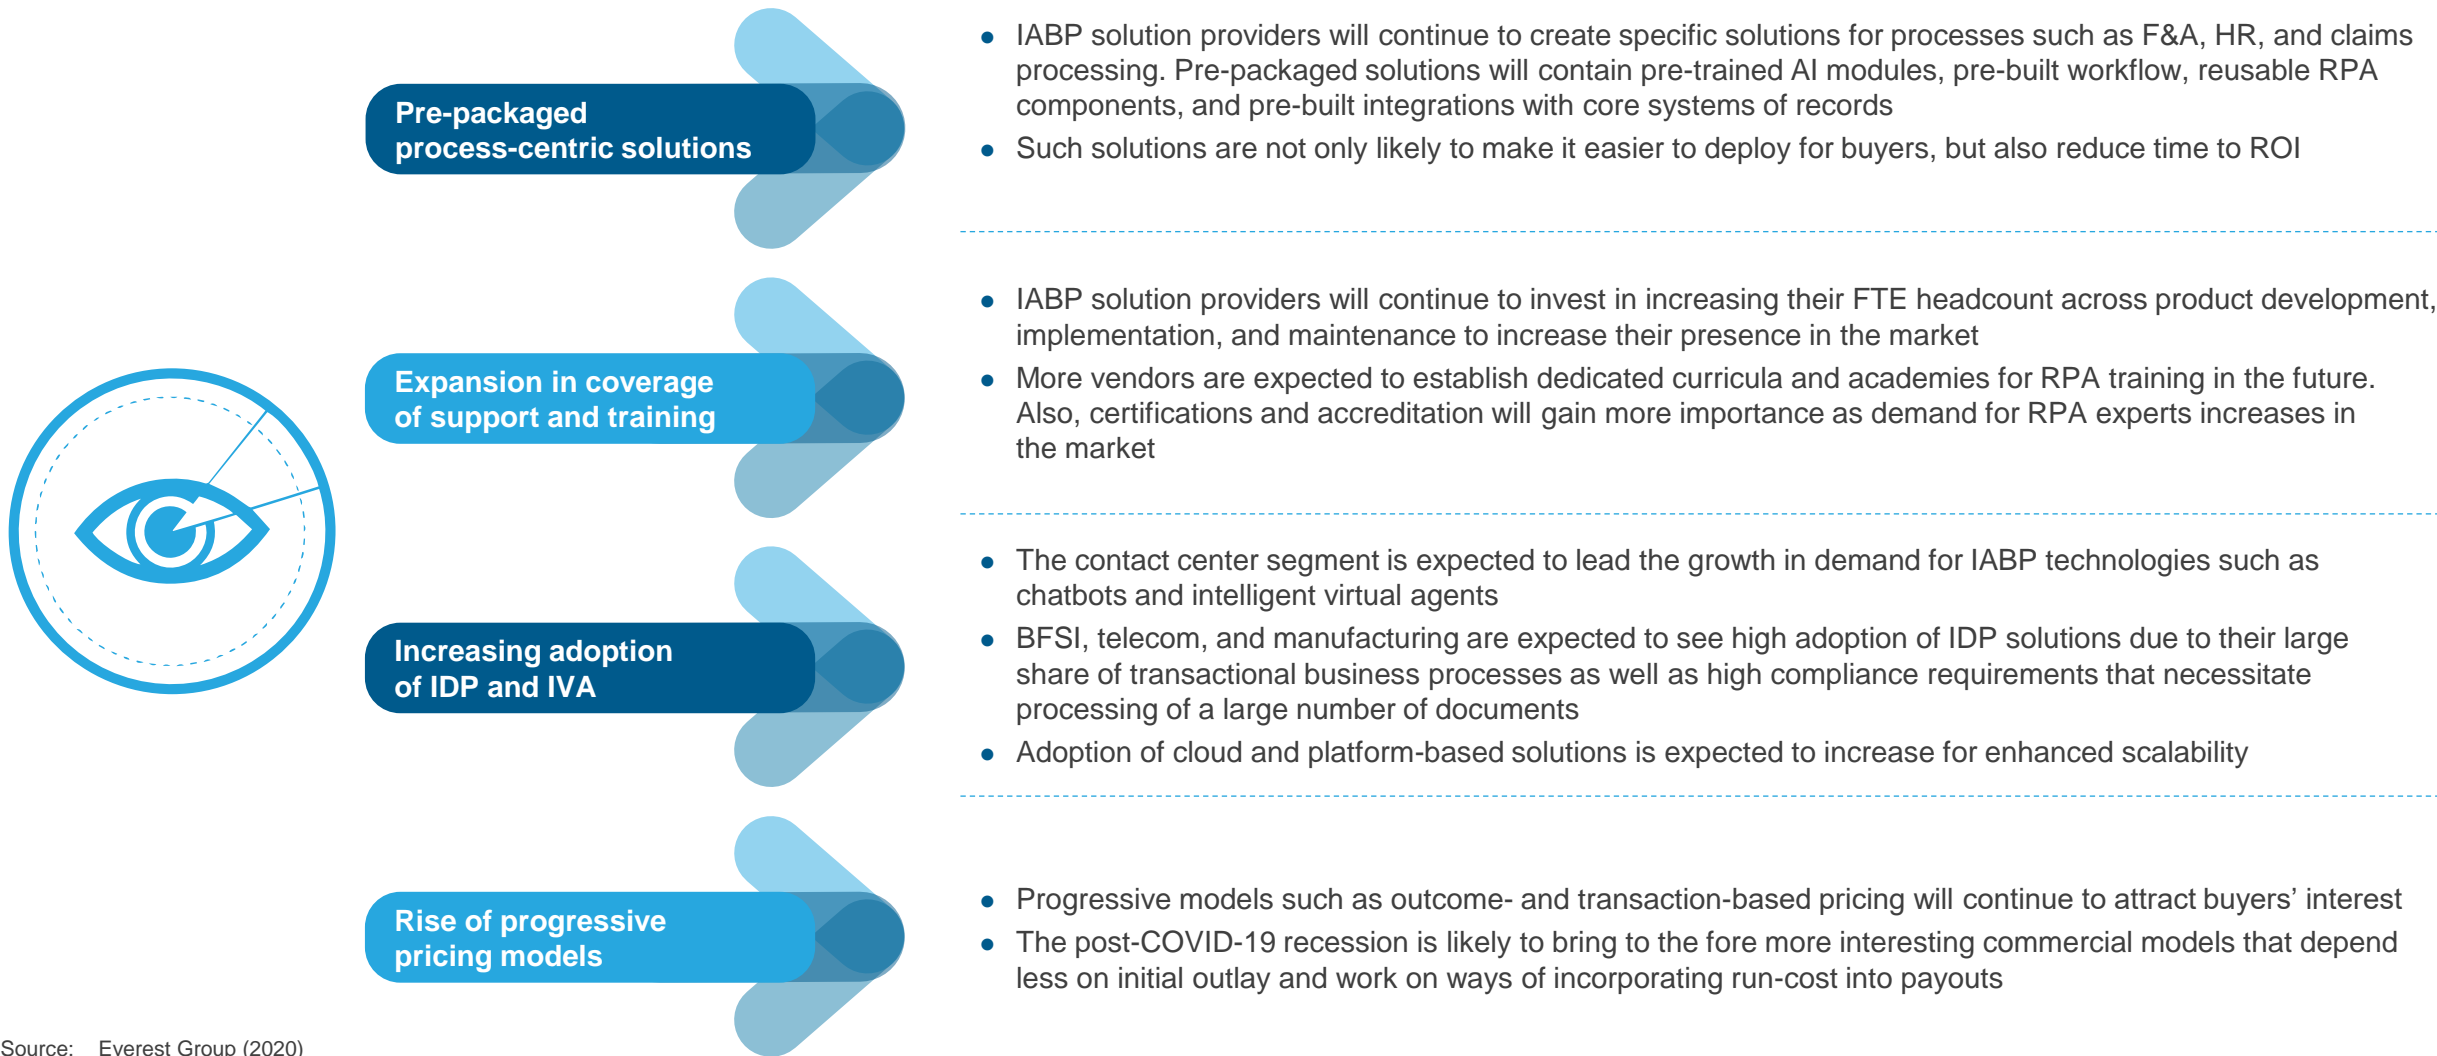 Pre-packaged
process-centric solutions
● IABP solution providers will continue to create specific solutions for processes such as F&A, HR, and claims
processing. Pre-packaged solutions will contain pre-trained AI modules, pre-built workflow, reusable RPA
components, and pre-built integrations with core systems of records
● Such solutions are not only likely to make it easier to deploy for buyers, but also reduce time to ROI
Expansion in coverage
of support and training
● IABP solution providers will continue to invest in increasing their FTE headcount across product development,
implementation, and maintenance to increase their presence in the market
● More vendors are expected to establish dedicated curricula and academies for RPA training in the future.
Also, certifications and accreditation will gain more importance as demand for RPA experts increases in
the market
Increasing adoption
of IDP and IVA
● The contact center segment is expected to lead the growth in demand for IABP technologies such as
chatbots and intelligent virtual agents
● BFSI, telecom, and manufacturing are expected to see high adoption of IDP solutions due to their large
share of transactional business processes as well as high compliance requirements that necessitate
processing of a large number of documents
● Adoption of cloud and platform-based solutions is expected to increase for enhanced scalability
Rise of progressive
pricing models
● Progressive models such as outcome- and transaction-based pricing will continue to attract buyers’ interest
● The post-COVID-19 recession is likely to bring to the fore more interesting commercial models that depend
less on initial outlay and work on ways of incorporating run-cost into payouts
Source: Everest Group (2020)